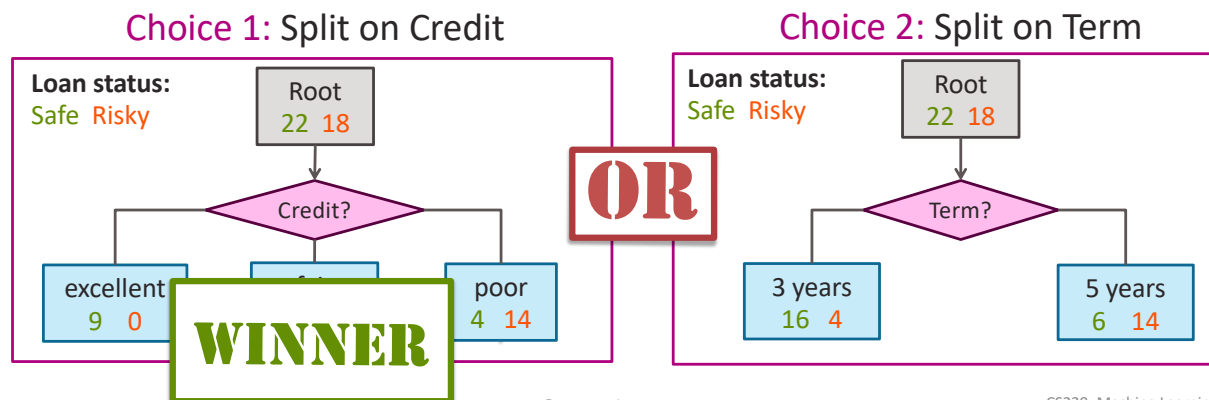 Choice 1: Split on Credit
Loan status:
Safe Risky
Root
22 18
Credit?
excellent
9 0
poor
4 14
WINNER
OR
Choice 2: Split on Term
Loan status:
Safe Risky
Root
22 18
Term?
3 years
16 4
5 years
6 14